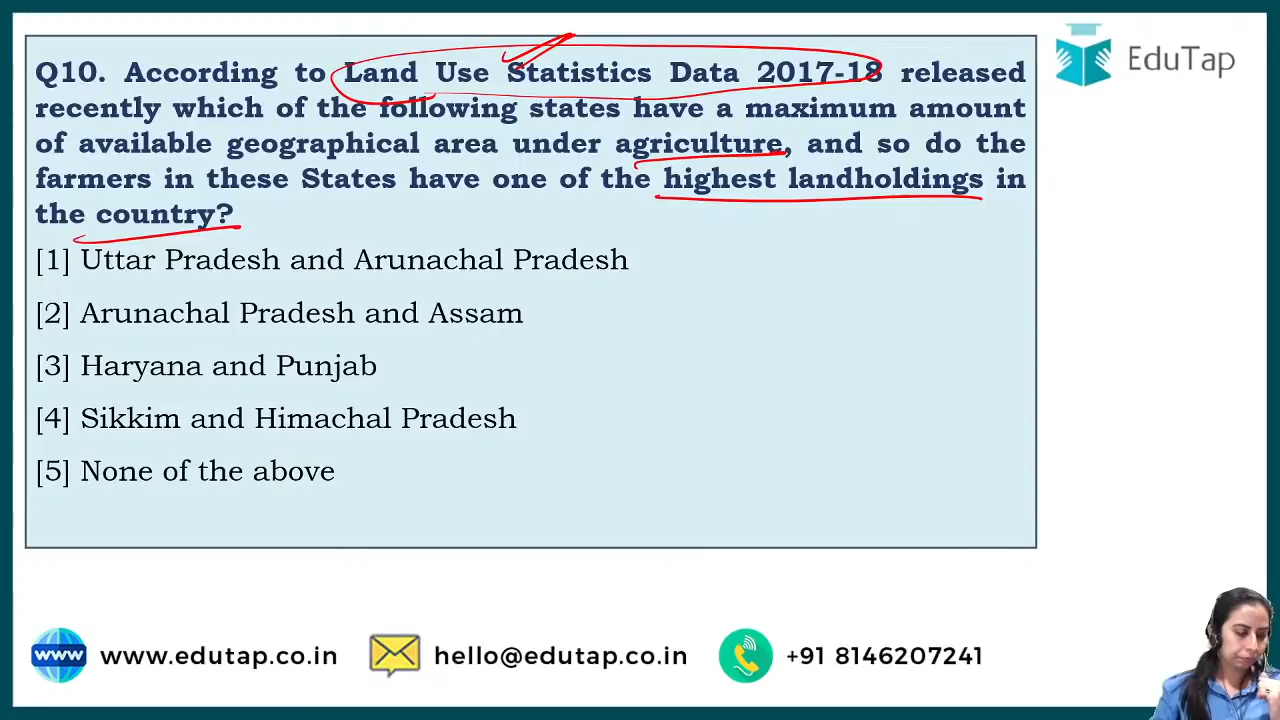 Q10. According to Land Use Statistics Data 2017-18 released
recently which of the following states have a maximum amount
of available geographical area under agriculture, and so do the
farmers in these States have one of the highest landholdings in
the country?
[1] Uttar Pradesh and Arunachal Pradesh
[2] Arunachal Pradesh and Assam
[3] Haryana and Punjab
[4] Sikkim and Himachal Pradesh
[5] None of the above
EduTap
www www.edutap.co.in hello@edutap.co.in +91 8146207241